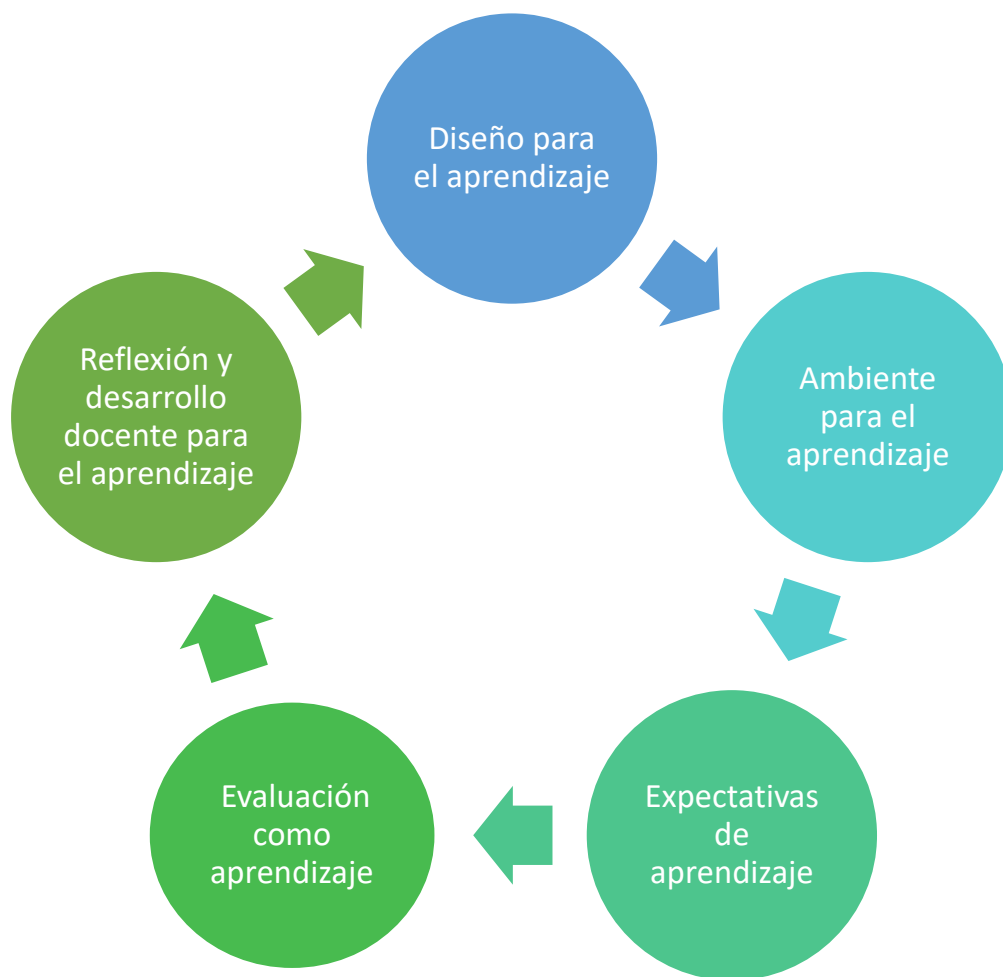 Diseño para
el aprendizaje
Ambiente
para el
aprendizaje
Expectativas
de
aprendizaje
Evaluación
como
aprendizaje
Reflexión y
desarrollo
docente para
el aprendizaje